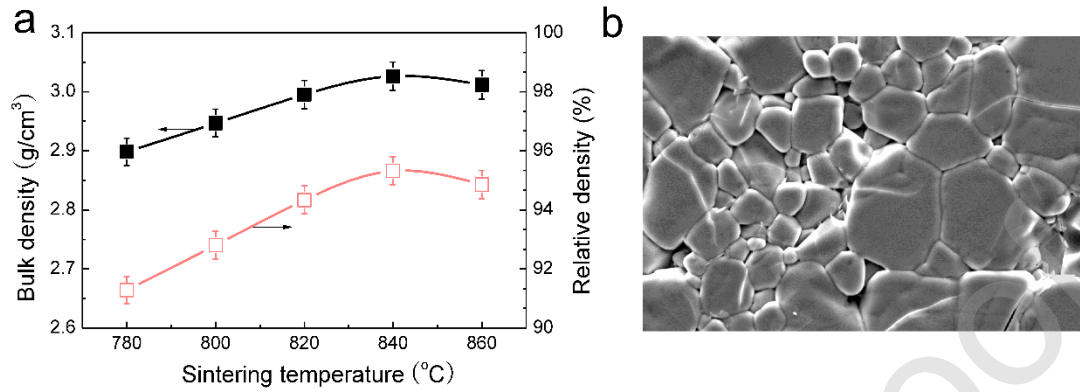 a
b
3.1
3.0
2.9
2.8
2.7
2.6
Bulk density (g/cm³)
100
98
96
94
92
90
Relative density (%)
780 800 820 840 860
Sintering temperature (°C)